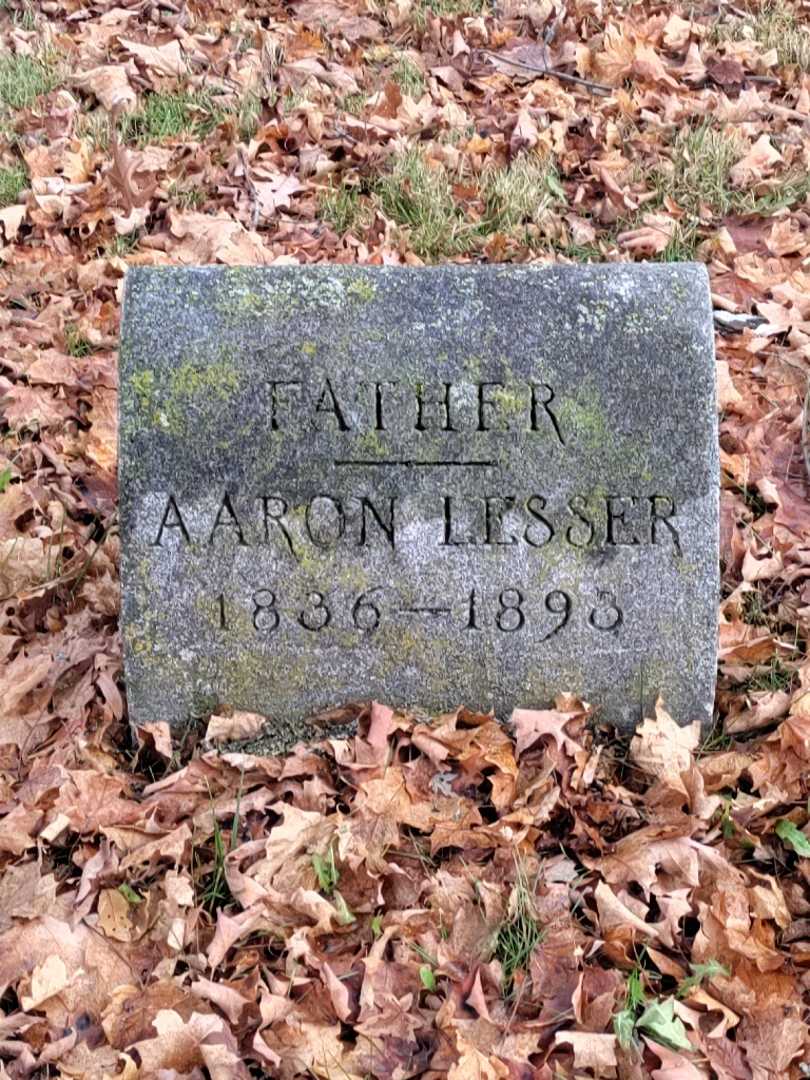 FATHER
AARON LESSER
1836—1893